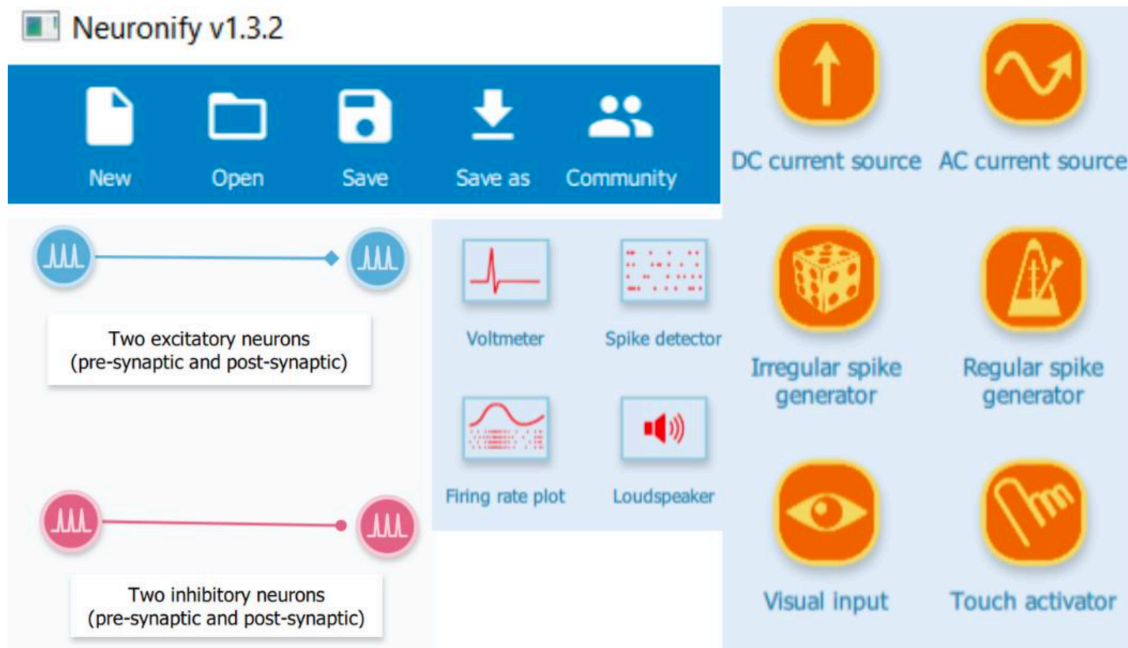 Neuronify v1.3.2
New
Open
Save
Save as
Community
Two excitatory neurons
(pre-synaptic and post-synaptic)
Two inhibitory neurons
(pre-synaptic and post-synaptic)
Voltmeter
Spike detector
Firing rate plot
Loudspeaker
DC current source
AC current source
Irregular spike
generator
Regular spike
generator
Visual input
Touch activator